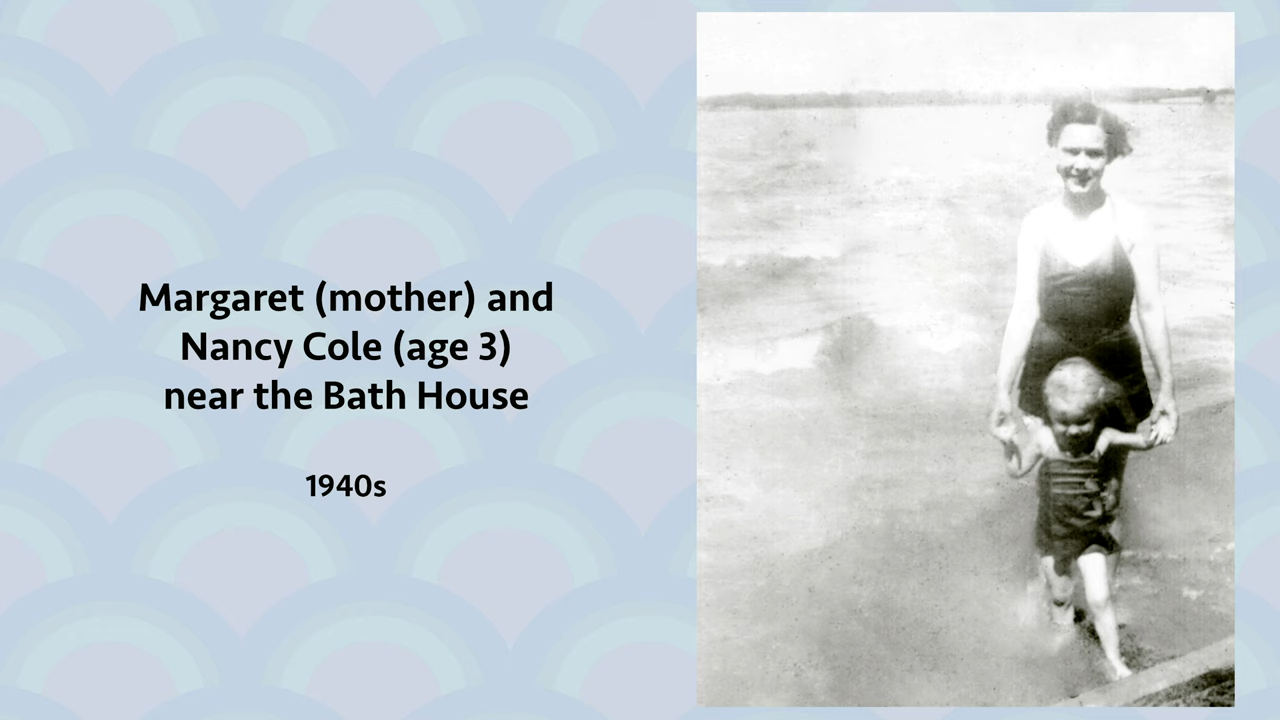 Margaret (mother) and
Nancy Cole (age 3)
near the Bath House
1940s